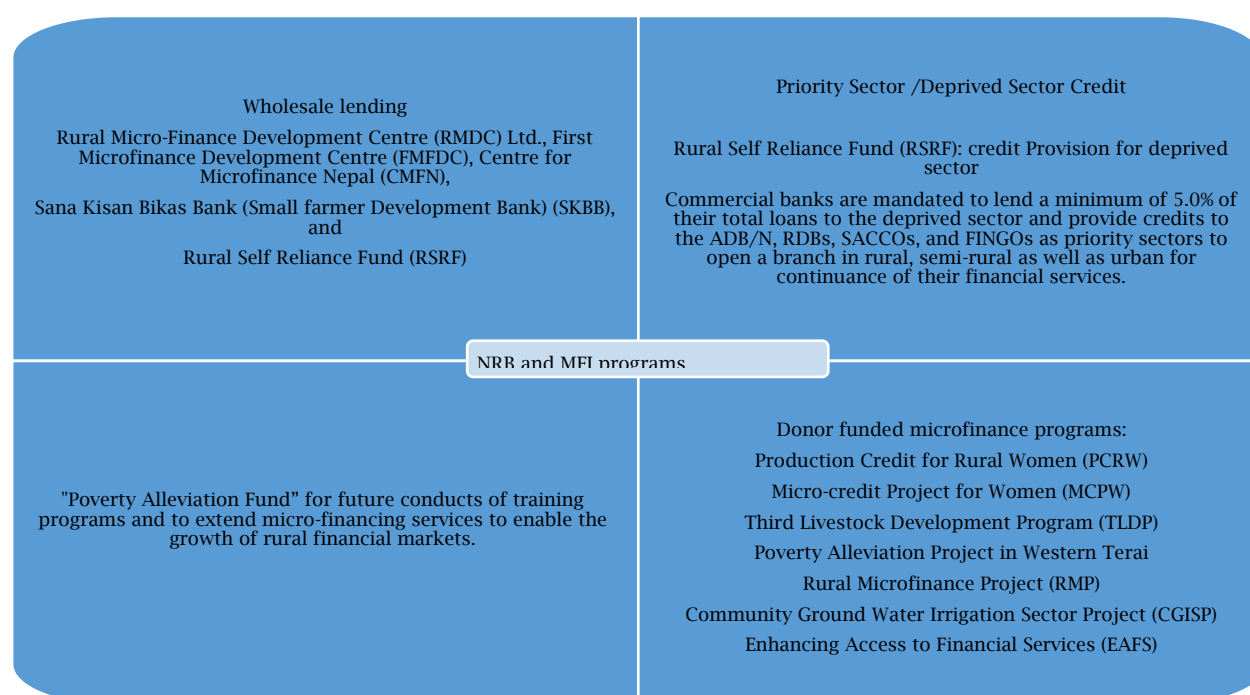 Wholesale lending
Rural Micro-Finance Development Centre (RMDC) Ltd., First
Microfinance Development Centre (FMFDC), Centre for
Microfinance Nepal (CMFN),
Sana Kisan Bikas Bank (Small farmer Development Bank) (SKBB),
and
Rural Self Reliance Fund (RSRF)
Priority Sector /Deprived Sector Credit
Rural Self Reliance Fund (RSRF): credit Provision for deprived
sector
Commercial banks are mandated to lend a minimum of 5.0% of
their total loans to the deprived sector and provide credits to
the ADB/N, RDBs, SACCOs, and FINGOs as priority sectors to
open a branch in rural, semi-rural as well as urban for
continuance of their financial services.
NRB and MFI programs
"Poverty Alleviation Fund” for future conducts of training
programs and to extend micro-financing services to enable the
growth of rural financial markets.
Donor funded microfinance programs:
Production Credit for Rural Women (PCRW)
Micro-credit Project for Women (MCPW)
Third Livestock Development Program (TLDP)
Poverty Alleviation Project in Western Terai
Rural Microfinance Project (RMP)
Community Ground Water Irrigation Sector Project (CGISP)
Enhancing Access to Financial Services (EAFS)